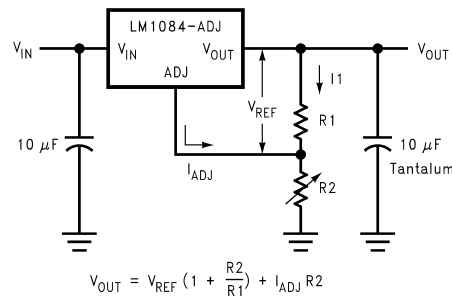 LM1084-ADJ
V_IN
V_IN
V_OUT
V_OUT
ADJ
I1
V_REF
R1
10 µF
I_ADJ
10 µF
Tantalum
R2
V_OUT = V_REF (1 + R2/R1) + I_ADJ R2